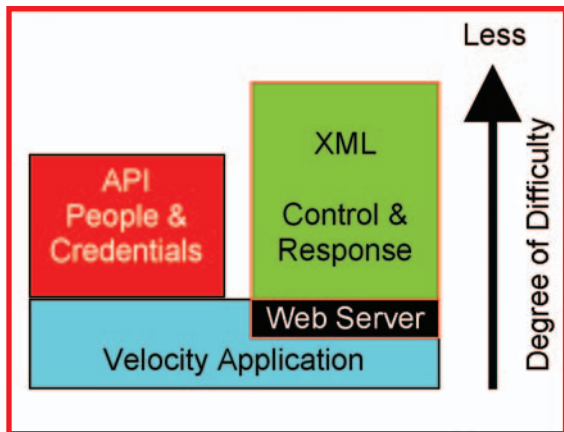 Less
API
People &
Credentials
XML
Control &
Response
Web Server
Velocity Application
Degree of Difficulty